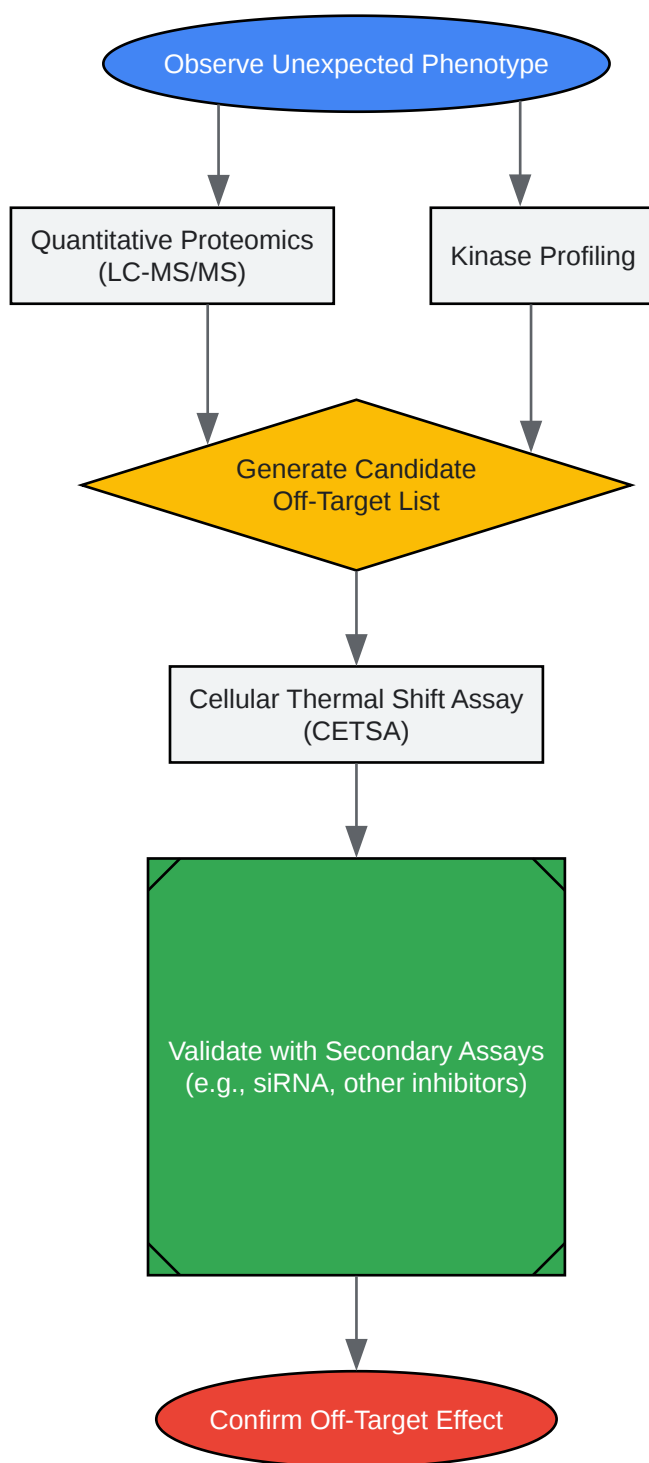 Observe Unexpected Phenotype
Quantitative Proteomics
(LC-MS/MS)
Kinase Profiling
Generate Candidate
Off-Target List
Cellular Thermal Shift Assay
(CETSA)
Validate with Secondary Assays
(e.g., siRNA, other inhibitors)
Confirm Off-Target Effect